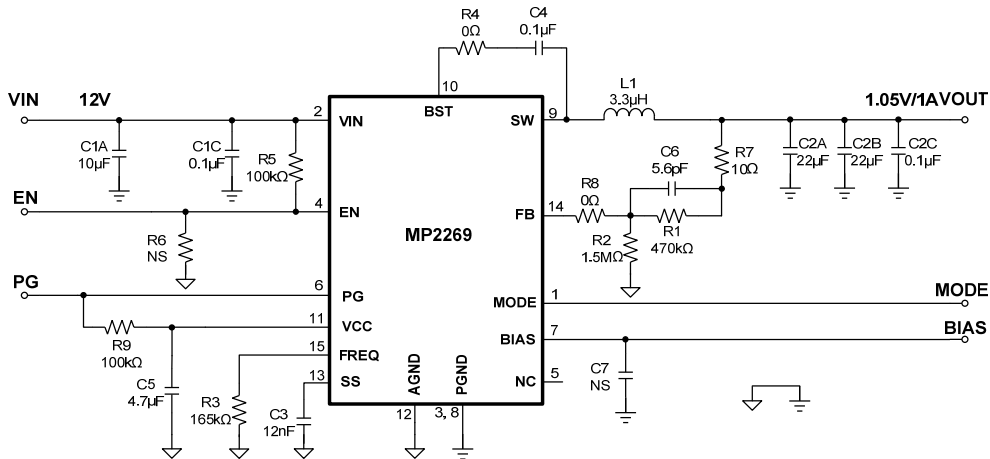 R4
0Ω
C4
0.1µF
10
BST
VIN
12V
2
VIN
SW
9
L1
3.3µH
1.05V/1A
VOUT
C1A
10µF
C1C
0.1µF
R5
100kΩ
C6
5.6pF
R7
10Ω
C2A
22µF
C2B
22µF
C2C
0.1µF
EN
4
EN
R6
NS
MP2269
FB
14
R8
0Ω
R2
1.5MΩ
R1
470kΩ
PG
6
PG
MODE
1
MODE
11
VCC
BIAS
7
BIAS
R9
100kΩ
15
FREQ
13
SS
NC
5
C5
4.7µF
R3
165kΩ
C3
12nF
AGND
PGND
12
3, 8
C7
NS